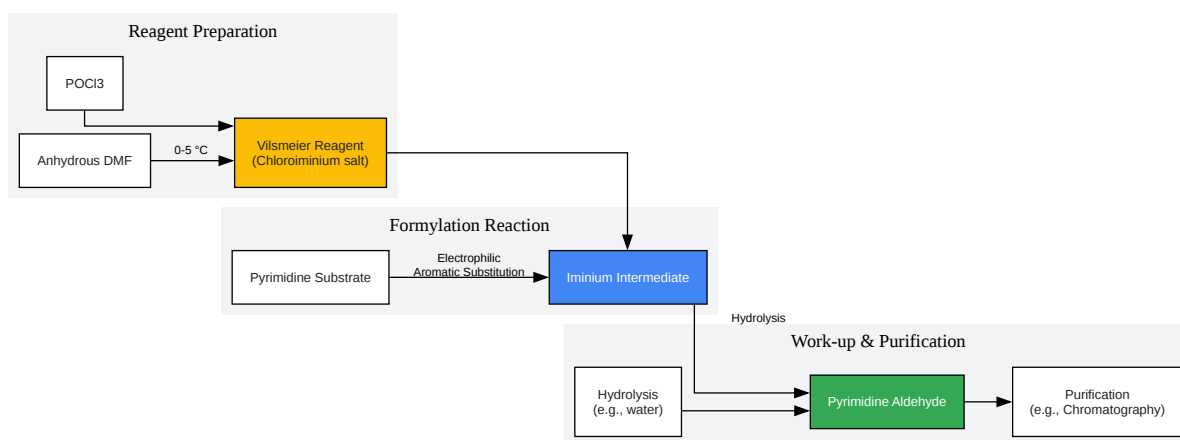 Reagent Preparation
POCl3
Anhydrous DMF
0-5 °C
Vilsmeier Reagent
(Chloroiminium salt)
Formylation Reaction
Pyrimidine Substrate
Electrophilic
Aromatic Substitution
Iminium Intermediate
Hydrolysis
Work-up & Purification
Hydrolysis
(e.g., water)
Pyrimidine Aldehyde
Purification
(e.g., Chromatography)